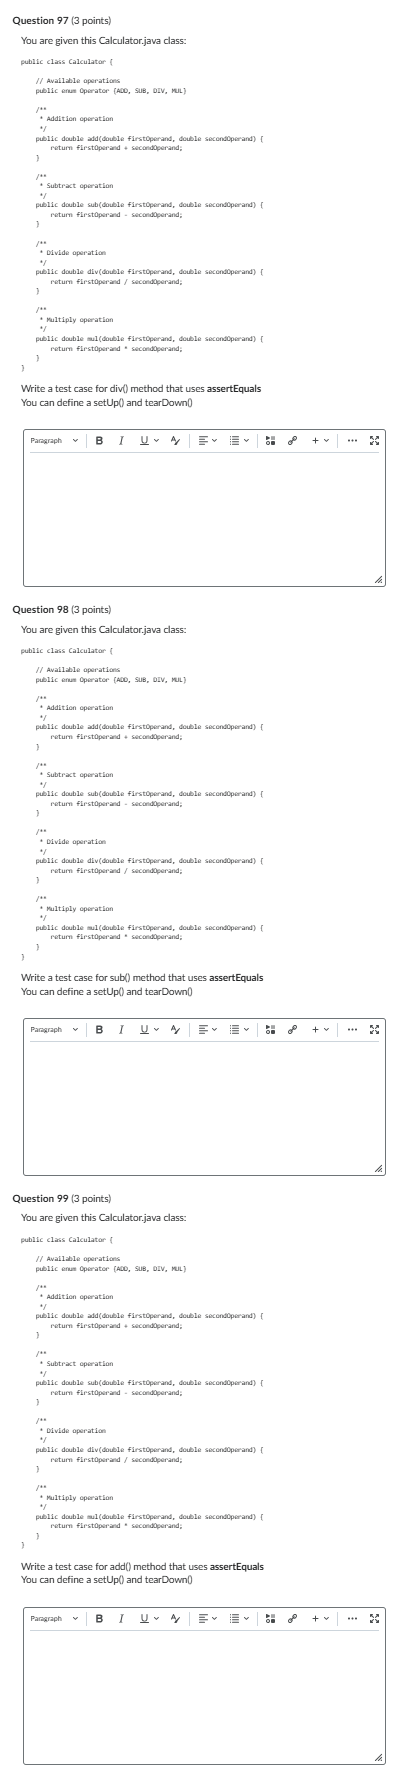 Question 97 (3 points)
You are given this Calculator.java class:
public class Calculator {
// Available operations
public enum Operator {ADD, SUB, DIV, MUL}
/**
* Addition operation
*/
public double add(double firstOperand, double secondOperand) {
return firstOperand + secondOperand;
}
/**
* Subtract operation
*/
public double sub(double firstOperand, double secondOperand) {
return firstOperand - secondOperand;
}
/**
* Divide operation
*/
public double div(double firstOperand, double secondOperand) {
return firstOperand / secondOperand;
}
/**
* Multiply operation
*/
public double mul(double firstOperand, double secondOperand) {
return firstOperand * secondOperand;
}
}
Write a test case for div() method that uses assertEquals
You can define a setUp() and tearDown()
Paragraph B I U A + ...
Question 98 (3 points)
You are given this Calculator.java class:
public class Calculator {
// Available operations
public enum Operator {ADD, SUB, DIV, MUL}
/**
* Addition operation
*/
public double add(double firstOperand, double secondOperand) {
return firstOperand + secondOperand;
}
/**
* Subtract operation
*/
public double sub(double firstOperand, double secondOperand) {
return firstOperand - secondOperand;
}
/**
* Divide operation
*/
public double div(double firstOperand, double secondOperand) {
return firstOperand / secondOperand;
}
/**
* Multiply operation
*/
public double mul(double firstOperand, double secondOperand) {
return firstOperand * secondOperand;
}
}
Write a test case for sub() method that uses assertEquals
You can define a setUp() and tearDown()
Paragraph B I U A + ...
Question 99 (3 points)
You are given this Calculator.java class:
public class Calculator {
// Available operations
public enum Operator {ADD, SUB, DIV, MUL}
/**
* Addition operation
*/
public double add(double firstOperand, double secondOperand) {
return firstOperand + secondOperand;
}
/**
* Subtract operation
*/
public double sub(double firstOperand, double secondOperand) {
return firstOperand - secondOperand;
}
/**
* Divide operation
*/
public double div(double firstOperand, double secondOperand) {
return firstOperand / secondOperand;
}
/**
* Multiply operation
*/
public double mul(double firstOperand, double secondOperand) {
return firstOperand * secondOperand;
}
}
Write a test case for add() method that uses assertEquals
You can define a setUp() and tearDown()
Paragraph B I U A + ...